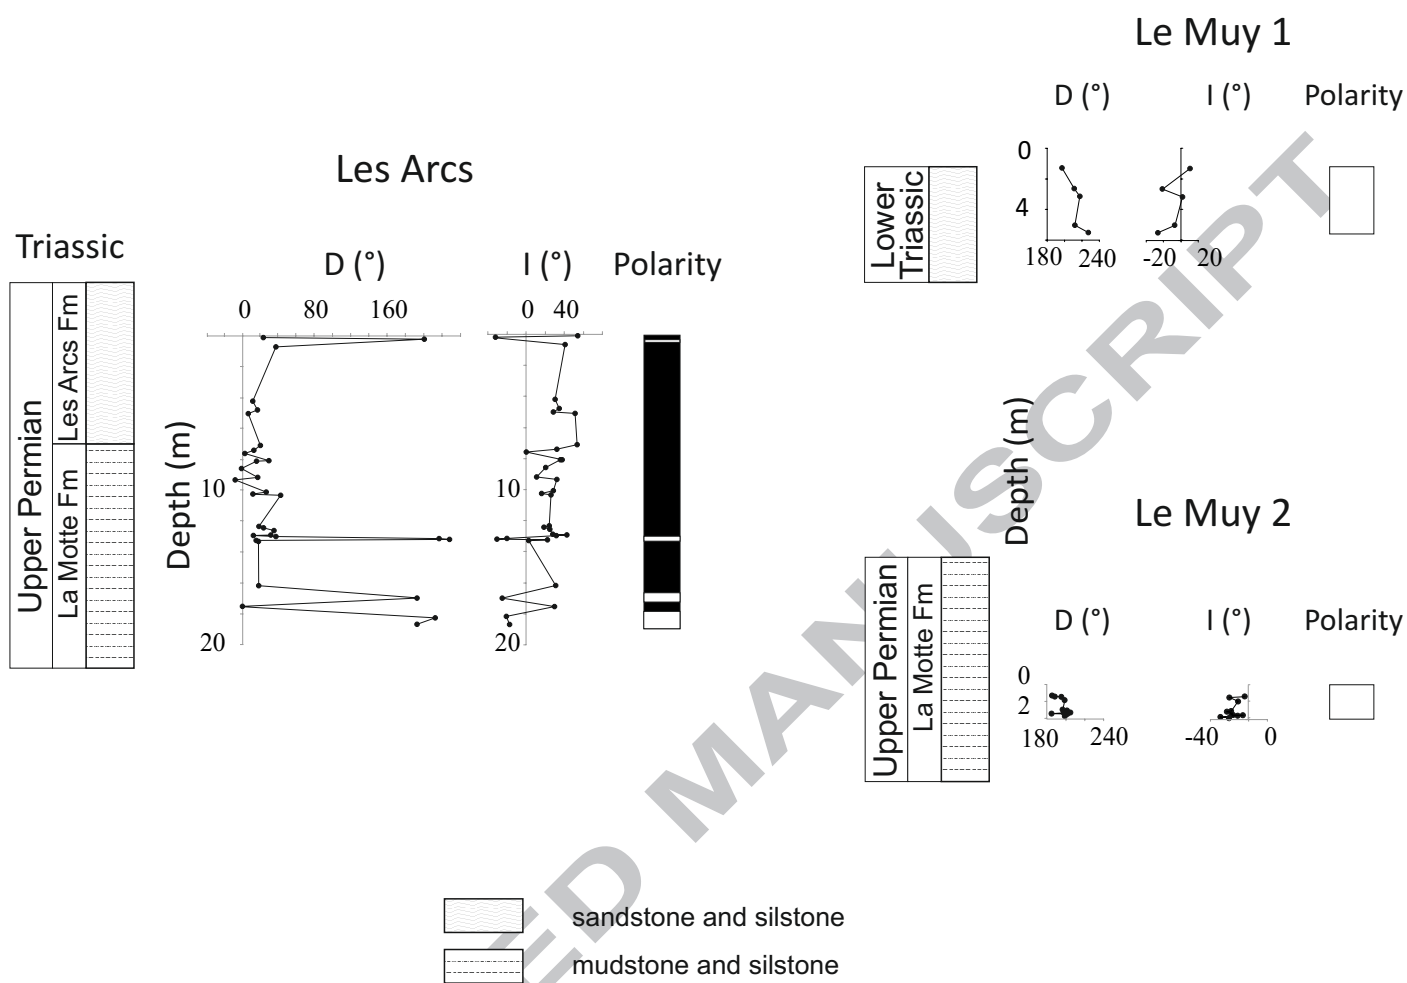 Le Muy 1
D (°) I (°) Polarity
0
4
180 240 -20 20
Lower
Triassic
Les Arcs
Triassic
D (°) I (°) Polarity
0 80 160 0 40
Upper Permian
Les Arcs Fm
La Motte Fm
Depth (m)
10 10
20 20
Depth (m)
Le Muy 2
Upper Permian
La Motte Fm
D (°) I (°) Polarity
0
2
180 240 -40 0
sandstone and silstone
mudstone and silstone
ED MANUSCRIPT